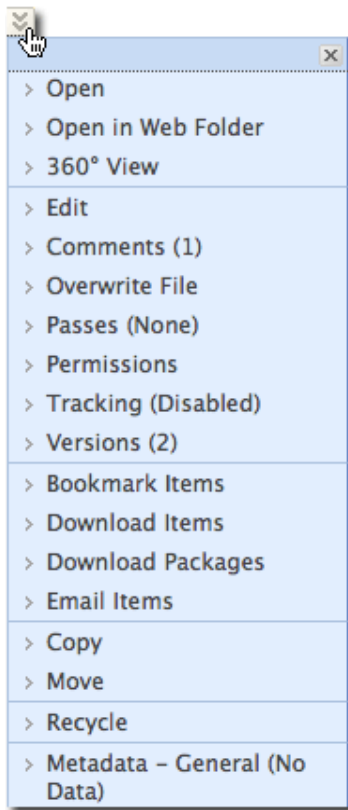 Open
Open in Web Folder
360° View
Edit
Comments (1)
Overwrite File
Passes (None)
Permissions
Tracking (Disabled)
Versions (2)
Bookmark Items
Download Items
Download Packages
Email Items
Copy
Move
Recycle
Metadata – General (No
Data)